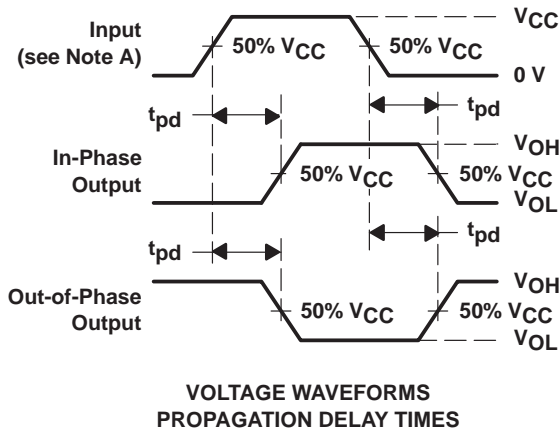 Input
(see Note A)
50% VCC
50% VCC
VCC
0 V
tpd
tpd
In-Phase
Output
50% VCC
VOH
50% VCC
VOL
tpd
tpd
Out-of-Phase
Output
50% VCC
VOH
50% VCC
VOL
VOLTAGE WAVEFORMS
PROPAGATION DELAY TIMES